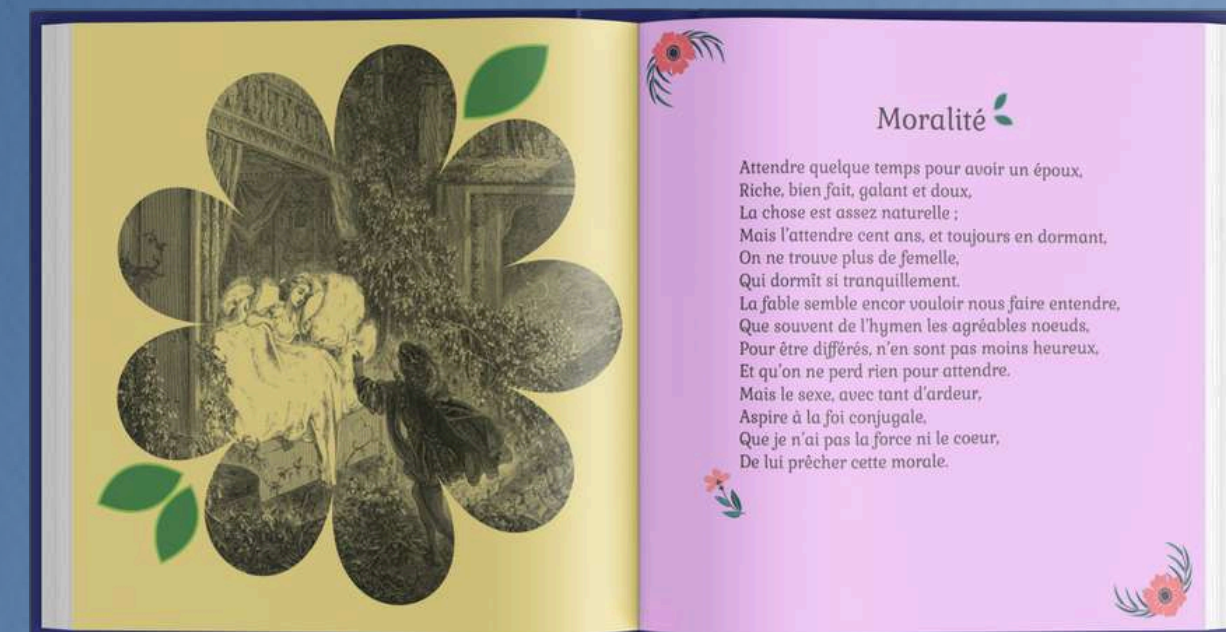 Moralité
Attendre quelque temps pour avoir un époux,
Riche, bien fait, galant et doux,
La chose est assez naturelle ;
Mais l'attendre cent ans, et toujours en dormant,
On ne trouve plus de femelle,
Qui dormît si tranquillement.
La fable semble encor vouloir nous faire entendre,
Que souvent de l'hymen les agréables noeuds,
Pour être différés, n'en sont pas moins heureux,
Et qu'on ne perd rien pour attendre.
Mais le sexe, avec tant d'ardeur,
Aspire à la foi conjugale,
Que je n'ai pas la force ni le coeur,
De lui prêcher cette morale.